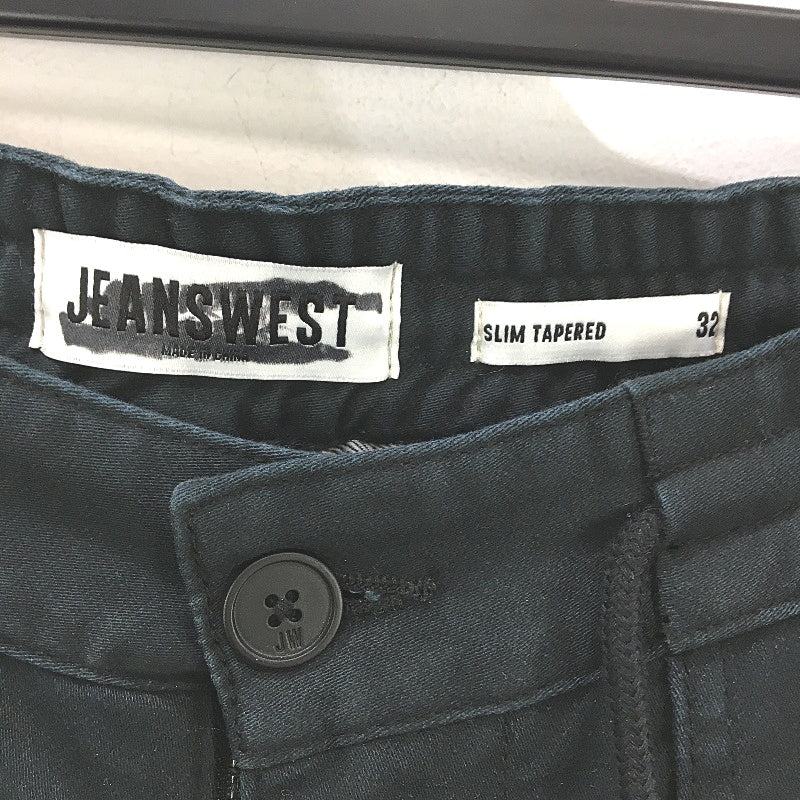 JEANSWEST
MADE IN CHINA
SLIM TAPERED 32
JW